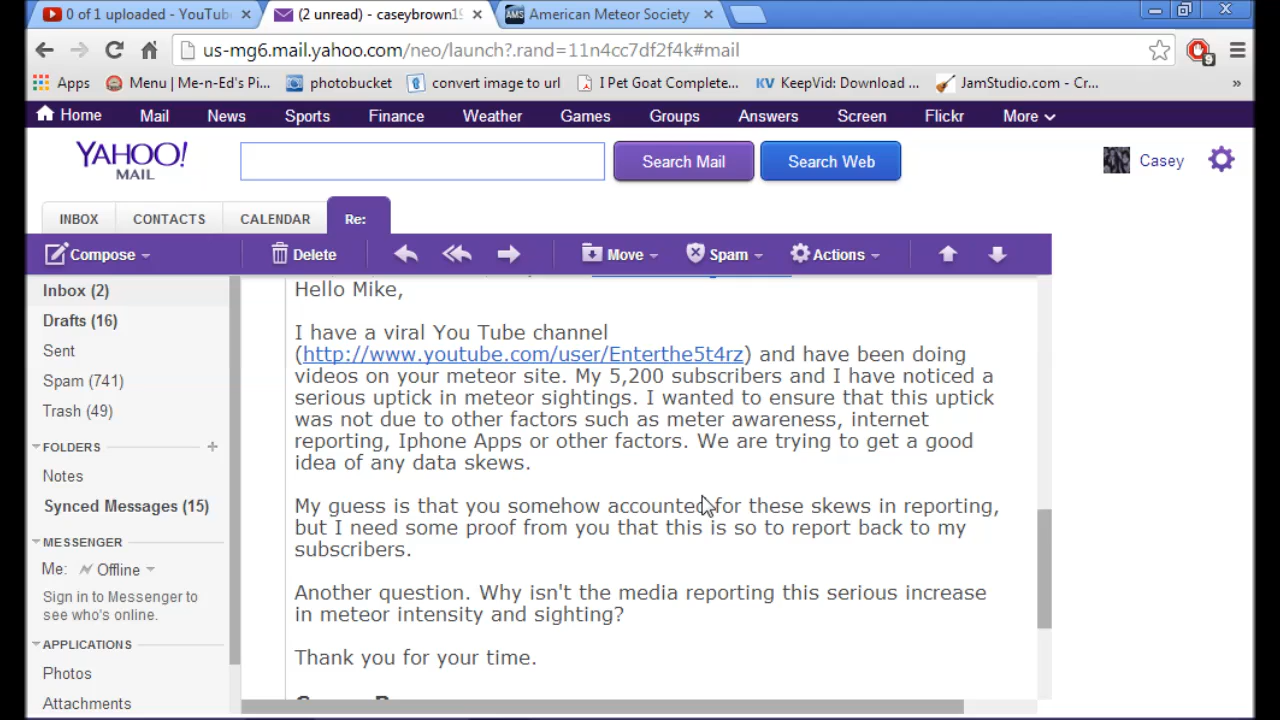 0 of 1 uploaded - YouTub
(2 unread) - caseybrown19
AMS American Meteor Society
us-mg6.mail.yahoo.com/neo/launch?.rand=11n4cc7df2f4k#mail
9
Apps Menu | Me-n-Ed's Pi... photobucket convert image to url I Pet Goat Complete... KV KeepVid: Download ... JamStudio.com - Cr... »
Home Mail News Sports Finance Weather Games Groups Answers Screen Flickr More
YAHOO!
MAIL
Search Mail Search Web Casey
INBOX CONTACTS CALENDAR Re:
Compose Delete Move Spam Actions
Inbox (2)
Drafts (16)
Sent
Spam (741)
Trash (49)
FOLDERS +
Notes
Synced Messages (15)
MESSENGER
Me: Offline
Sign in to Messenger to
see who's online.
APPLICATIONS
Photos
Attachments
Hello Mike,
I have a viral You Tube channel
(http://www.youtube.com/user/Enterthe5t4rz) and have been doing
videos on your meteor site. My 5,200 subscribers and I have noticed a
serious uptick in meteor sightings. I wanted to ensure that this uptick
was not due to other factors such as meter awareness, internet
reporting, Iphone Apps or other factors. We are trying to get a good
idea of any data skews.
My guess is that you somehow accounted for these skews in reporting,
but I need some proof from you that this is so to report back to my
subscribers.
Another question. Why isn't the media reporting this serious increase
in meteor intensity and sighting?
Thank you for your time.